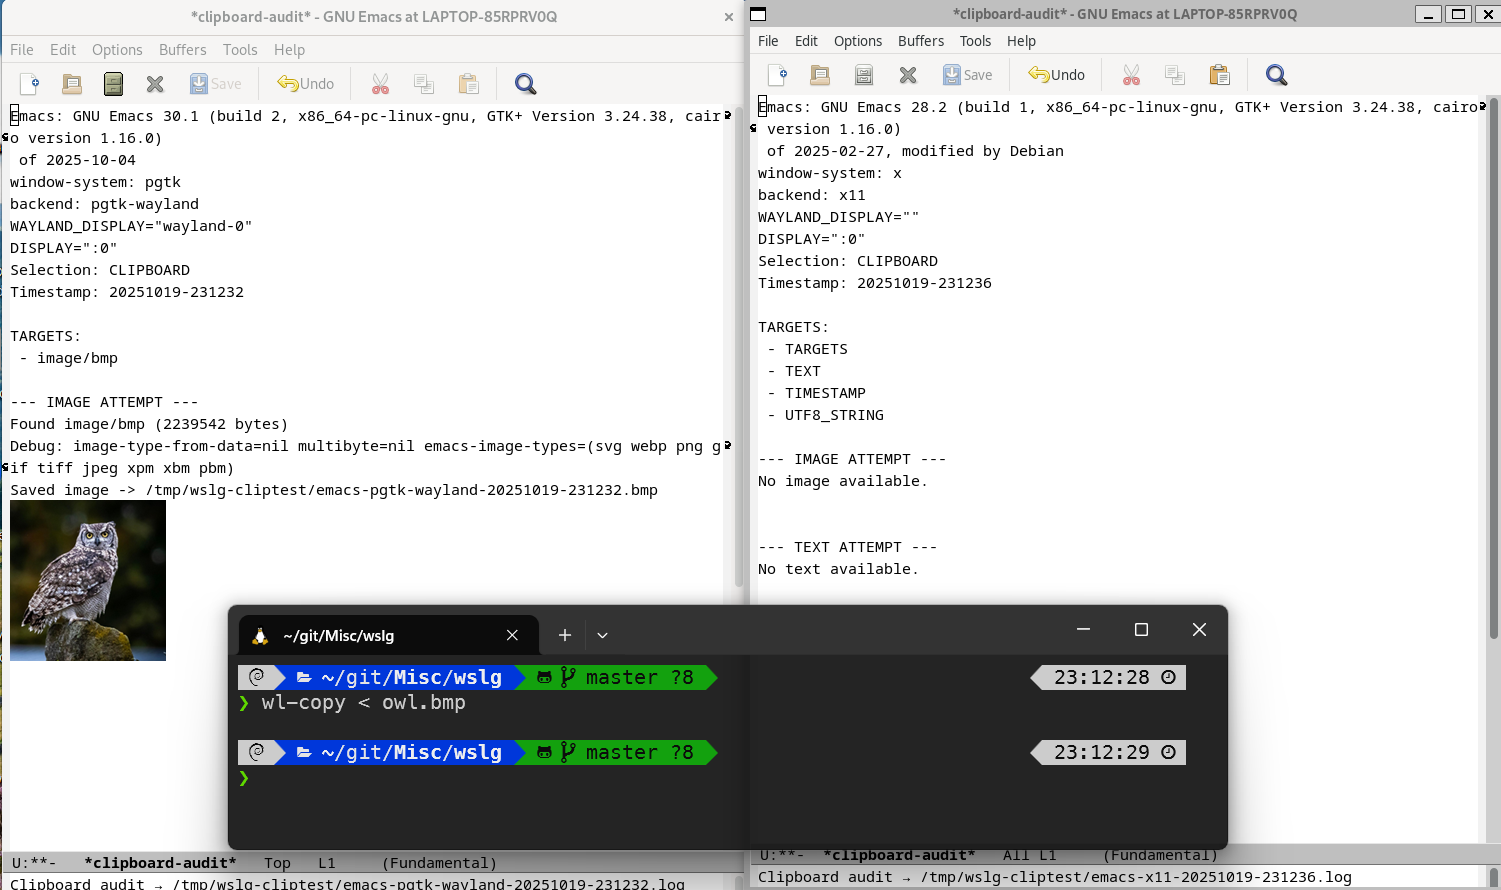 *clipboard-audit* - GNU Emacs at LAPTOP-85RPRV0Q
File Edit Options Buffers Tools Help
Save Undo
Emacs: GNU Emacs 30.1 (build 2, x86_64-pc-linux-gnu, GTK+ Version 3.24.38, cair
o version 1.16.0)
of 2025-10-04
window-system: pgtk
backend: pgtk-wayland
WAYLAND_DISPLAY="wayland-0"
DISPLAY=":0"
Selection: CLIPBOARD
Timestamp: 20251019-231232
TARGETS:
- image/bmp
--- IMAGE ATTEMPT ---
Found image/bmp (2239542 bytes)
Debug: image-type-from-data=nil multibyte=nil emacs-image-types=(svg webp png g
if tiff jpeg xpm xbm pbm)
Saved image -> /tmp/wslg-cliptest/emacs-pgtk-wayland-20251019-231232.bmp
U:**- *clipboard-audit* Top L1 (Fundamental)
Clipboard audit → /tmp/wslg-cliptest/emacs-pgtk-wayland-20251019-231232.log
*clipboard-audit* - GNU Emacs at LAPTOP-85RPRV0Q
File Edit Options Buffers Tools Help
Save Undo
Emacs: GNU Emacs 28.2 (build 1, x86_64-pc-linux-gnu, GTK+ Version 3.24.38, cairo
version 1.16.0)
of 2025-02-27, modified by Debian
window-system: x
backend: x11
WAYLAND_DISPLAY=""
DISPLAY=":0"
Selection: CLIPBOARD
Timestamp: 20251019-231236
TARGETS:
- TARGETS
- TEXT
- TIMESTAMP
- UTF8_STRING
--- IMAGE ATTEMPT ---
No image available.
--- TEXT ATTEMPT ---
No text available.
U:**- *clipboard-audit* All L1 (Fundamental)
Clipboard audit → /tmp/wslg-cliptest/emacs-x11-20251019-231236.log
~/git/Misc/wslg
~/git/Misc/wslg master ?8 23:12:28
❯ wl-copy < owl.bmp
~/git/Misc/wslg master ?8 23:12:29
❯